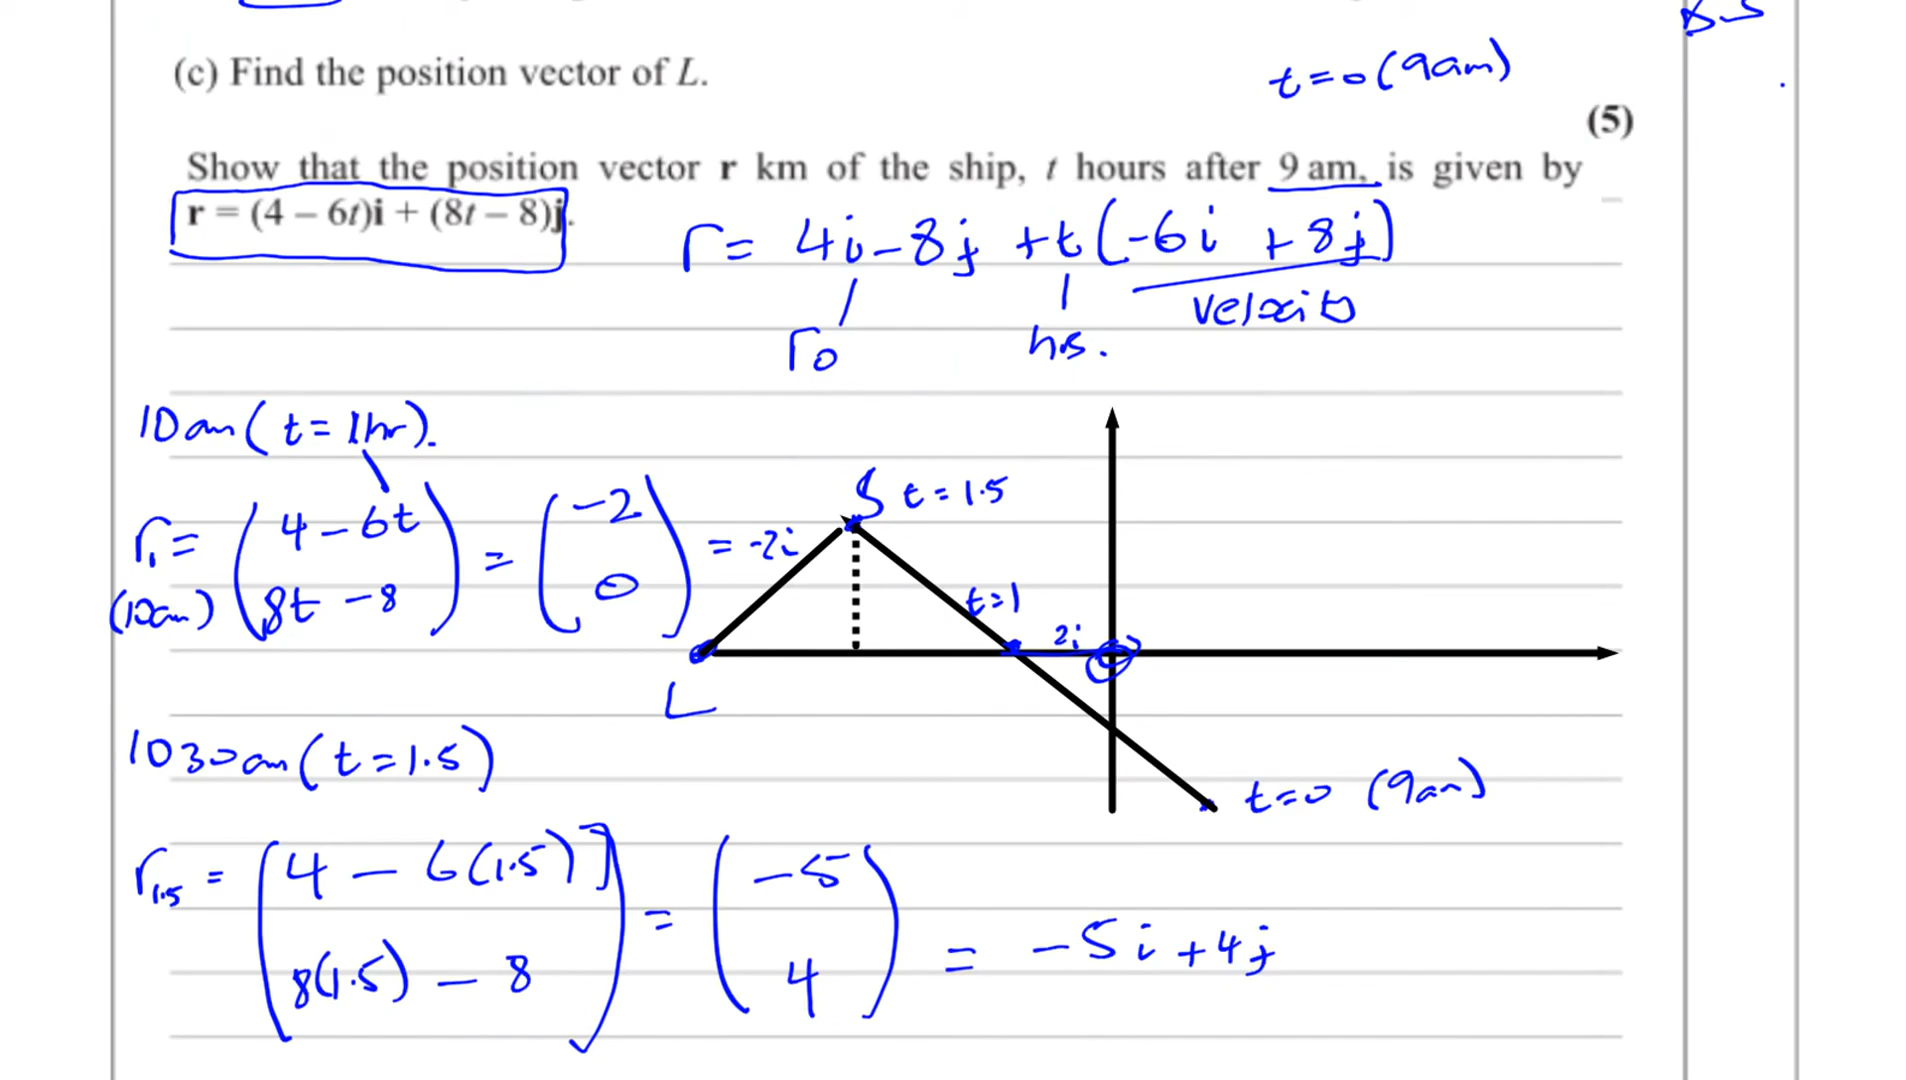 (c) Find the position vector of L.
t=0 (9am)
(5)
Show that the position vector r km of the ship, t hours after 9 am, is given by
r = (4 – 6t)i + (8t – 8)j.
r = 4i - 8j + t(-6i + 8j)
r0
hrs.
velocity
10am (t = 1hr).
r1 = (4 - 6t
8t - 8) = (-2
0) = -2i
(10am)
S t = 1.5
t=1
2i
L
1030am (t = 1.5)
t=0 (9am)
r1.5 = (4 - 6(1.5)
8(1.5) - 8) = (-5
4) = -5i + 4j